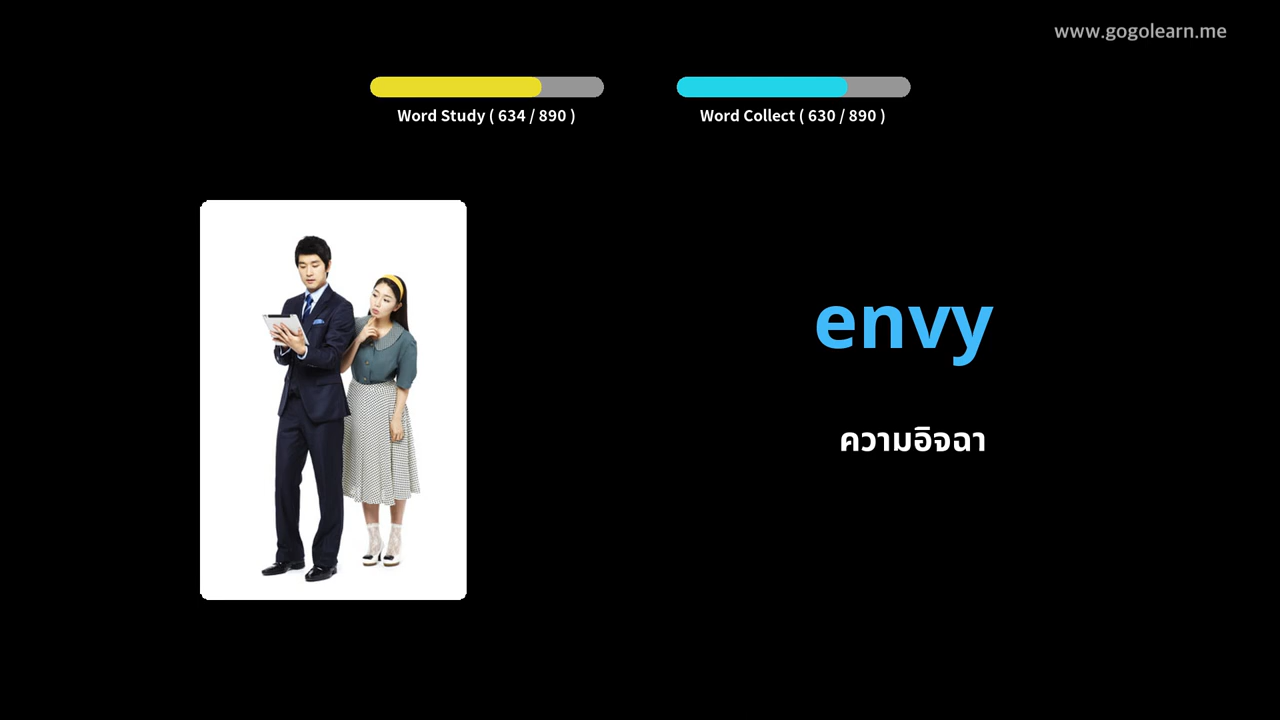 www.gogolearn.me
Word Study ( 634 / 890 )
Word Collect ( 630 / 890 )
envy
ความอิจฉา